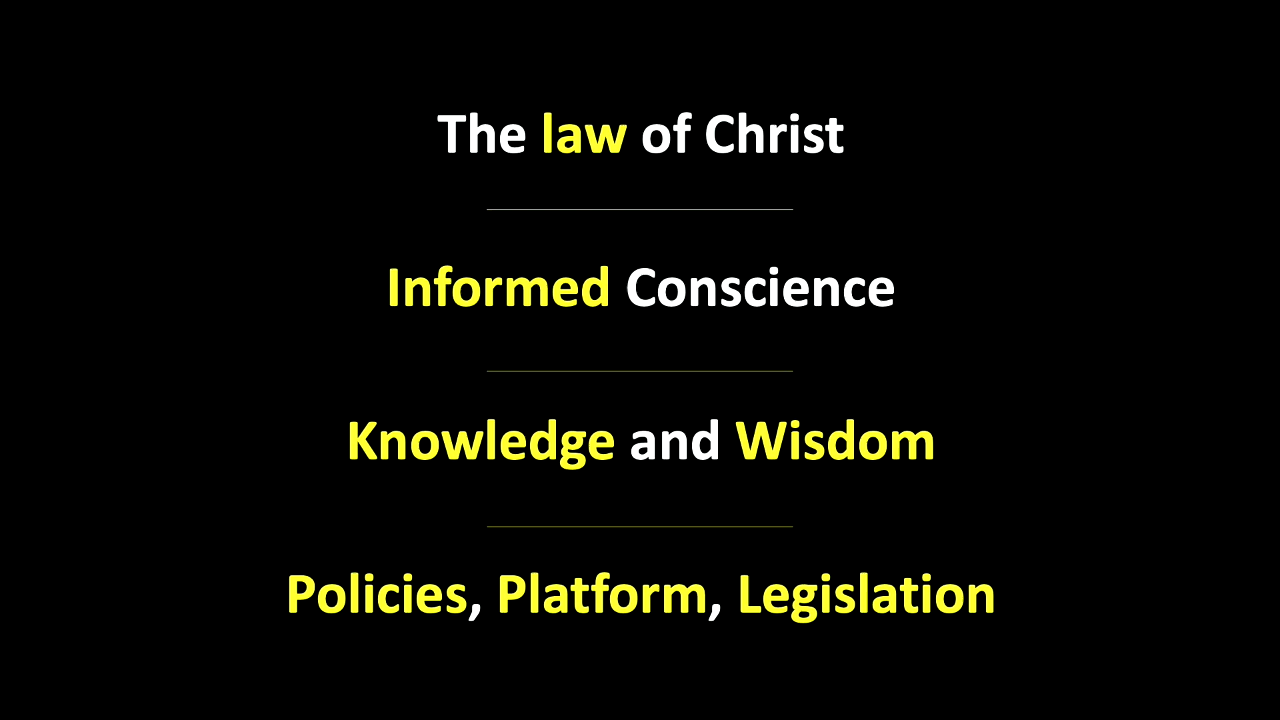 The law of Christ
Informed Conscience
Knowledge and Wisdom
Policies, Platform, Legislation